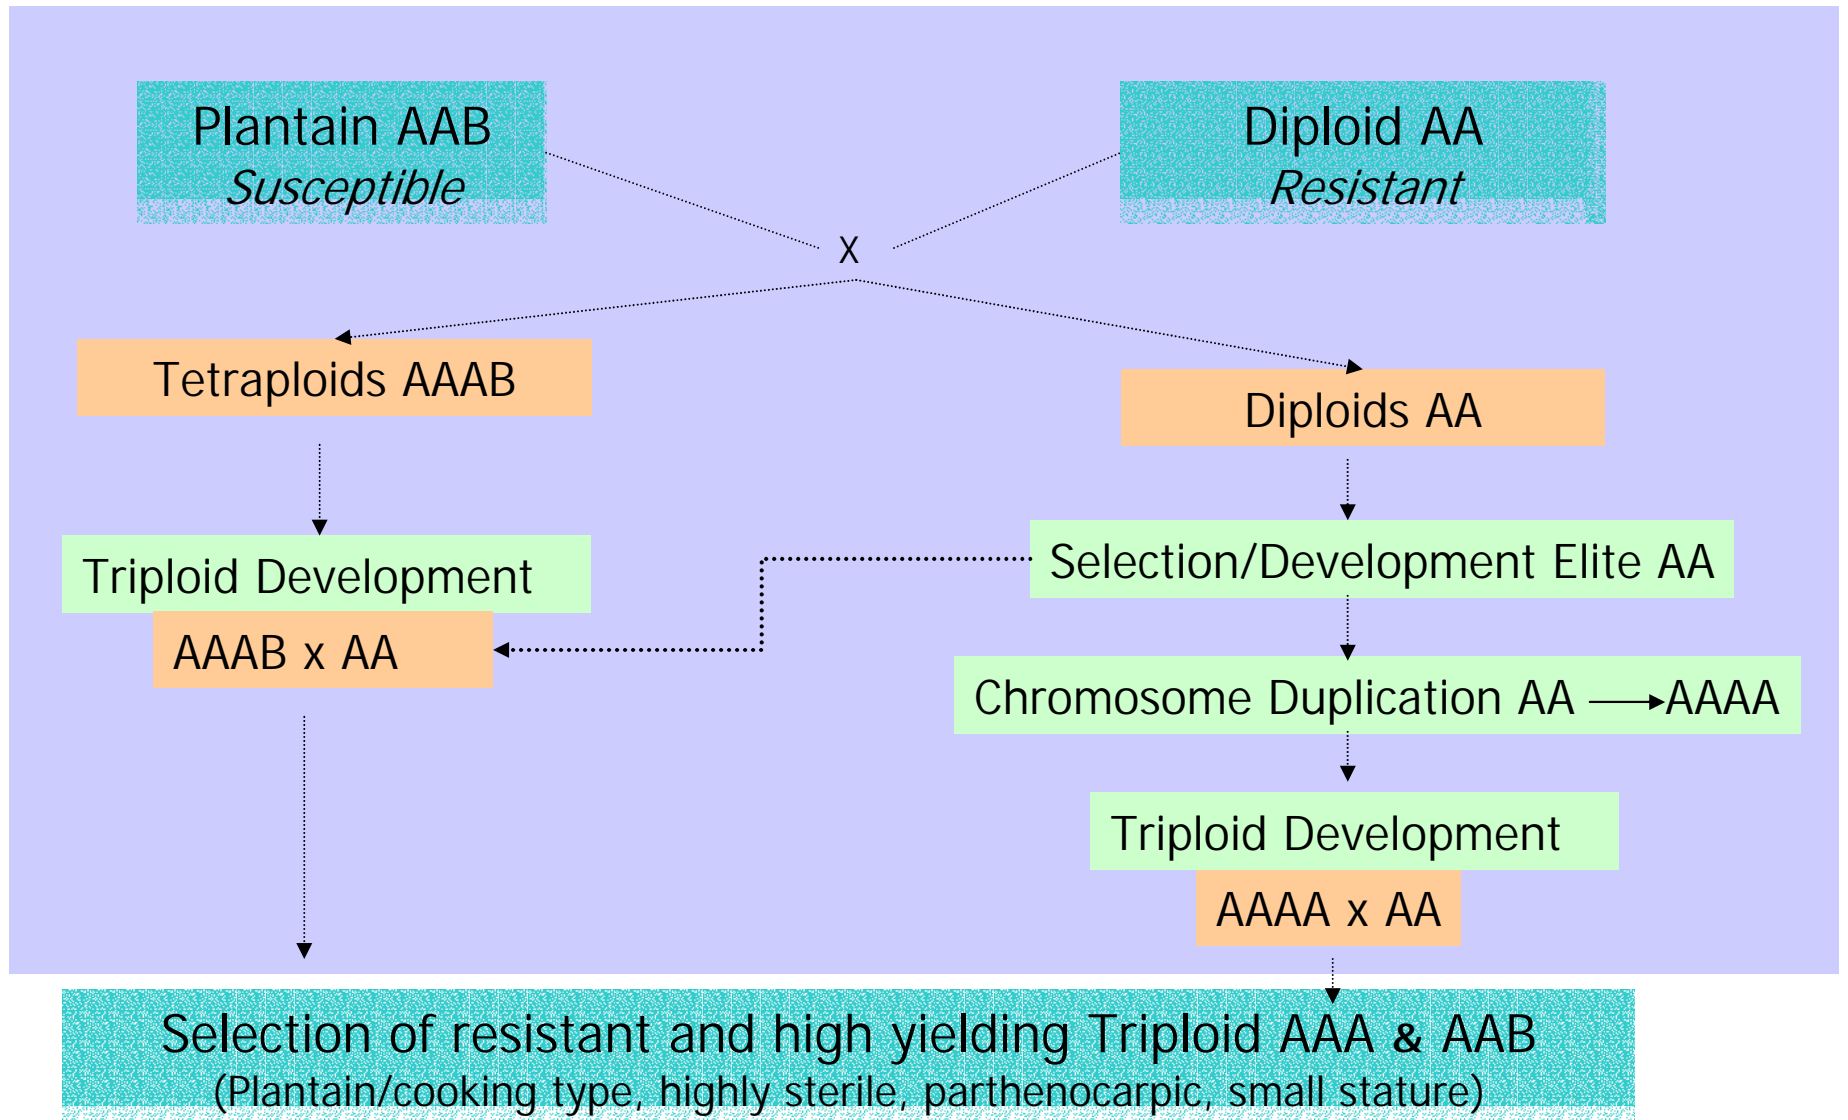 Plantain AAB
Susceptible
Diploid AA
Resistant
X
Tetraploids AAAB
Diploids AA
Triploid Development
AAAB x AA
Selection/Development Elite AA
Chromosome Duplication AA → AAAA
Triploid Development
AAAA x AA
Selection of resistant and high yielding Triploid AAA & AAB
(Plantain/cooking type, highly sterile, parthenocarpic, small stature)